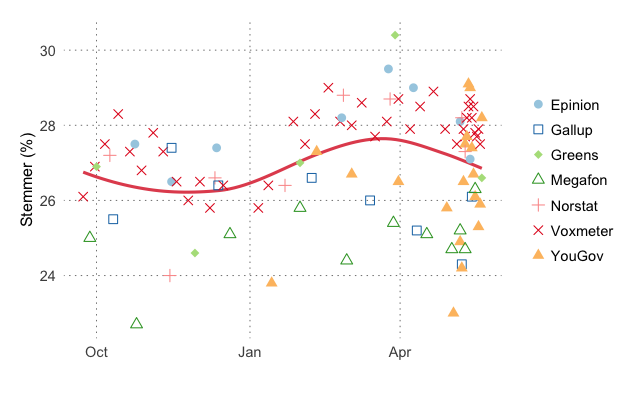 Stemmer (%)
30
28
26
24
Oct
Jan
Apr
Epinion
Gallup
Greens
Megafon
Norstat
Voxmeter
YouGov